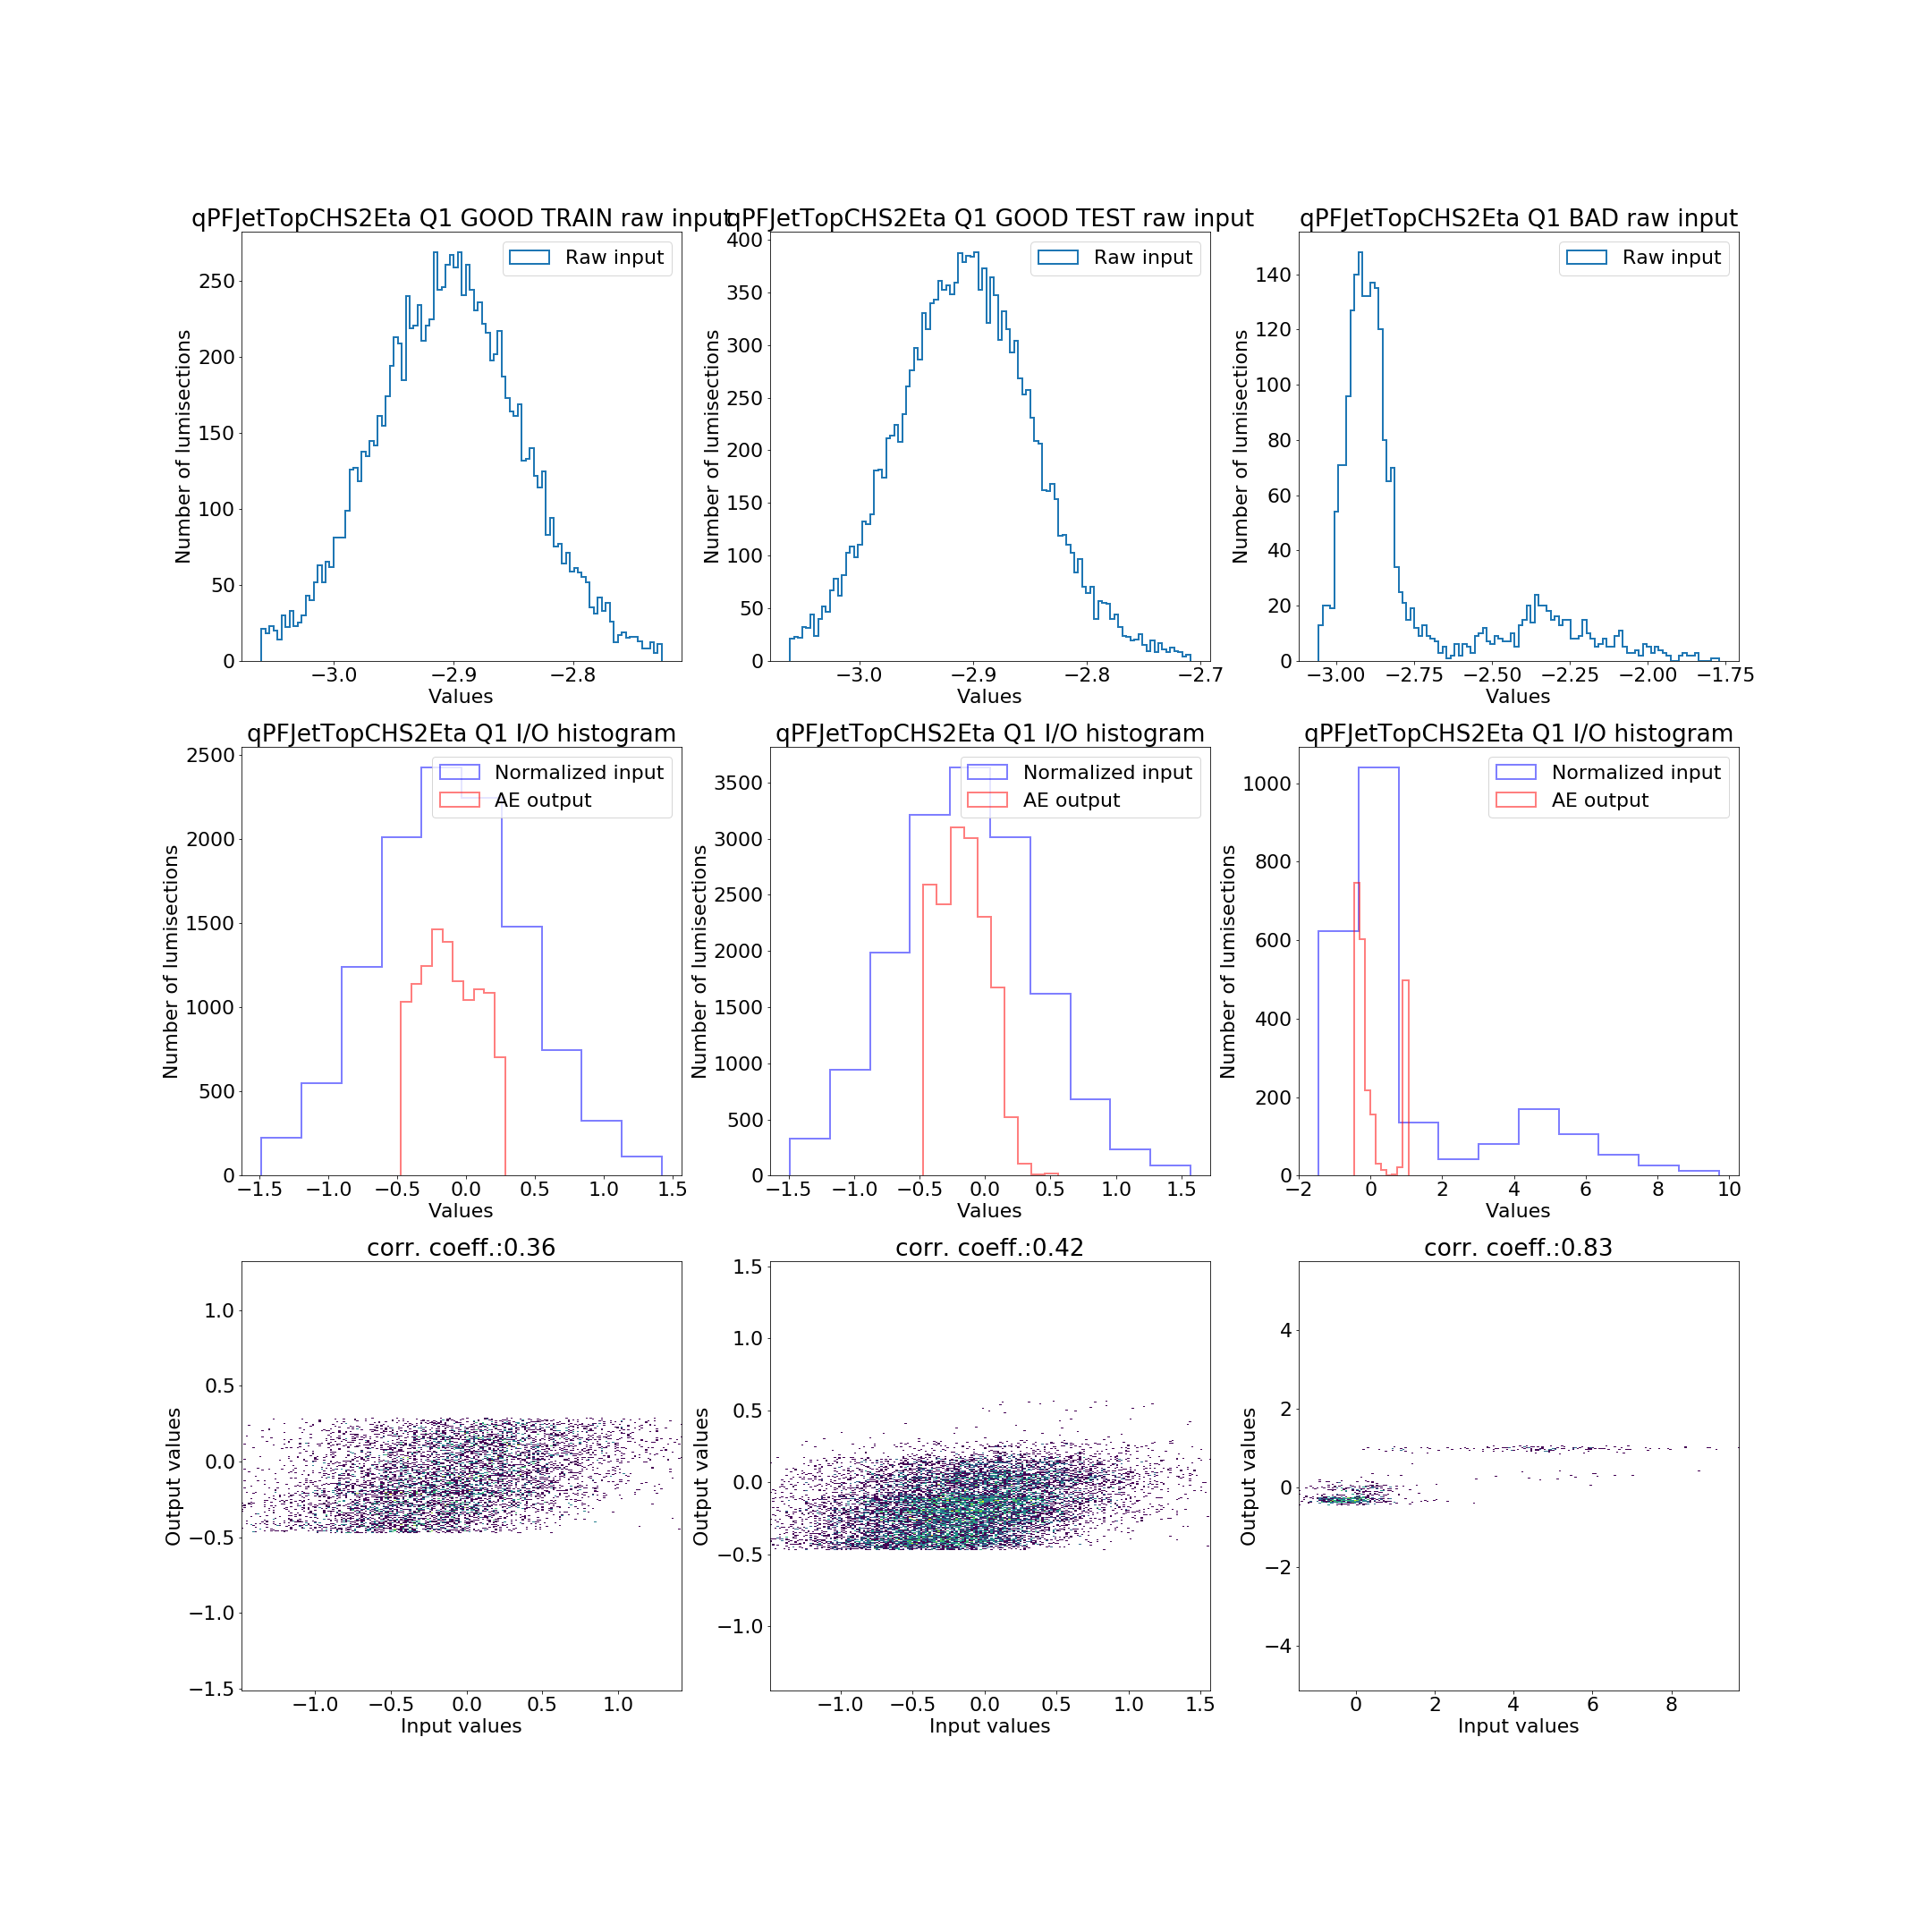 qPFJetTopCHS2Eta Q1 GOOD TRAIN raw input
qPFJetTopCHS2Eta Q1 GOOD TEST raw input
qPFJetTopCHS2Eta Q1 BAD raw input
Number of lumisections
250
200
150
100
50
0
Raw input
−3.0 −2.9 −2.8
Values
Number of lumisections
400
350
300
250
200
150
100
50
0
Raw input
−3.0 −2.9 −2.8 −2.7
Values
Number of lumisections
140
120
100
80
60
40
20
0
Raw input
−3.00 −2.75 −2.50 −2.25 −2.00 −1.75
Values
qPFJetTopCHS2Eta Q1 I/O histogram
Number of lumisections
2500
2000
1500
1000
500
0
Normalized input
AE output
−1.5 −1.0 −0.5 0.0 0.5 1.0 1.5
Values
qPFJetTopCHS2Eta Q1 I/O histogram
Number of lumisections
3500
3000
2500
2000
1500
1000
500
0
Normalized input
AE output
−1.5 −1.0 −0.5 0.0 0.5 1.0 1.5
Values
qPFJetTopCHS2Eta Q1 I/O histogram
Number of lumisections
1000
800
600
400
200
0
Normalized input
AE output
−2 0 2 4 6 8 10
Values
corr. coeff.:0.36
Output values
1.0
0.5
0.0
−0.5
−1.0
−1.5
−1.0 −0.5 0.0 0.5 1.0
Input values
corr. coeff.:0.42
Output values
1.5
1.0
0.5
0.0
−0.5
−1.0
−1.0 −0.5 0.0 0.5 1.0 1.5
Input values
corr. coeff.:0.83
Output values
4
2
0
−2
−4
0 2 4 6 8
Input values